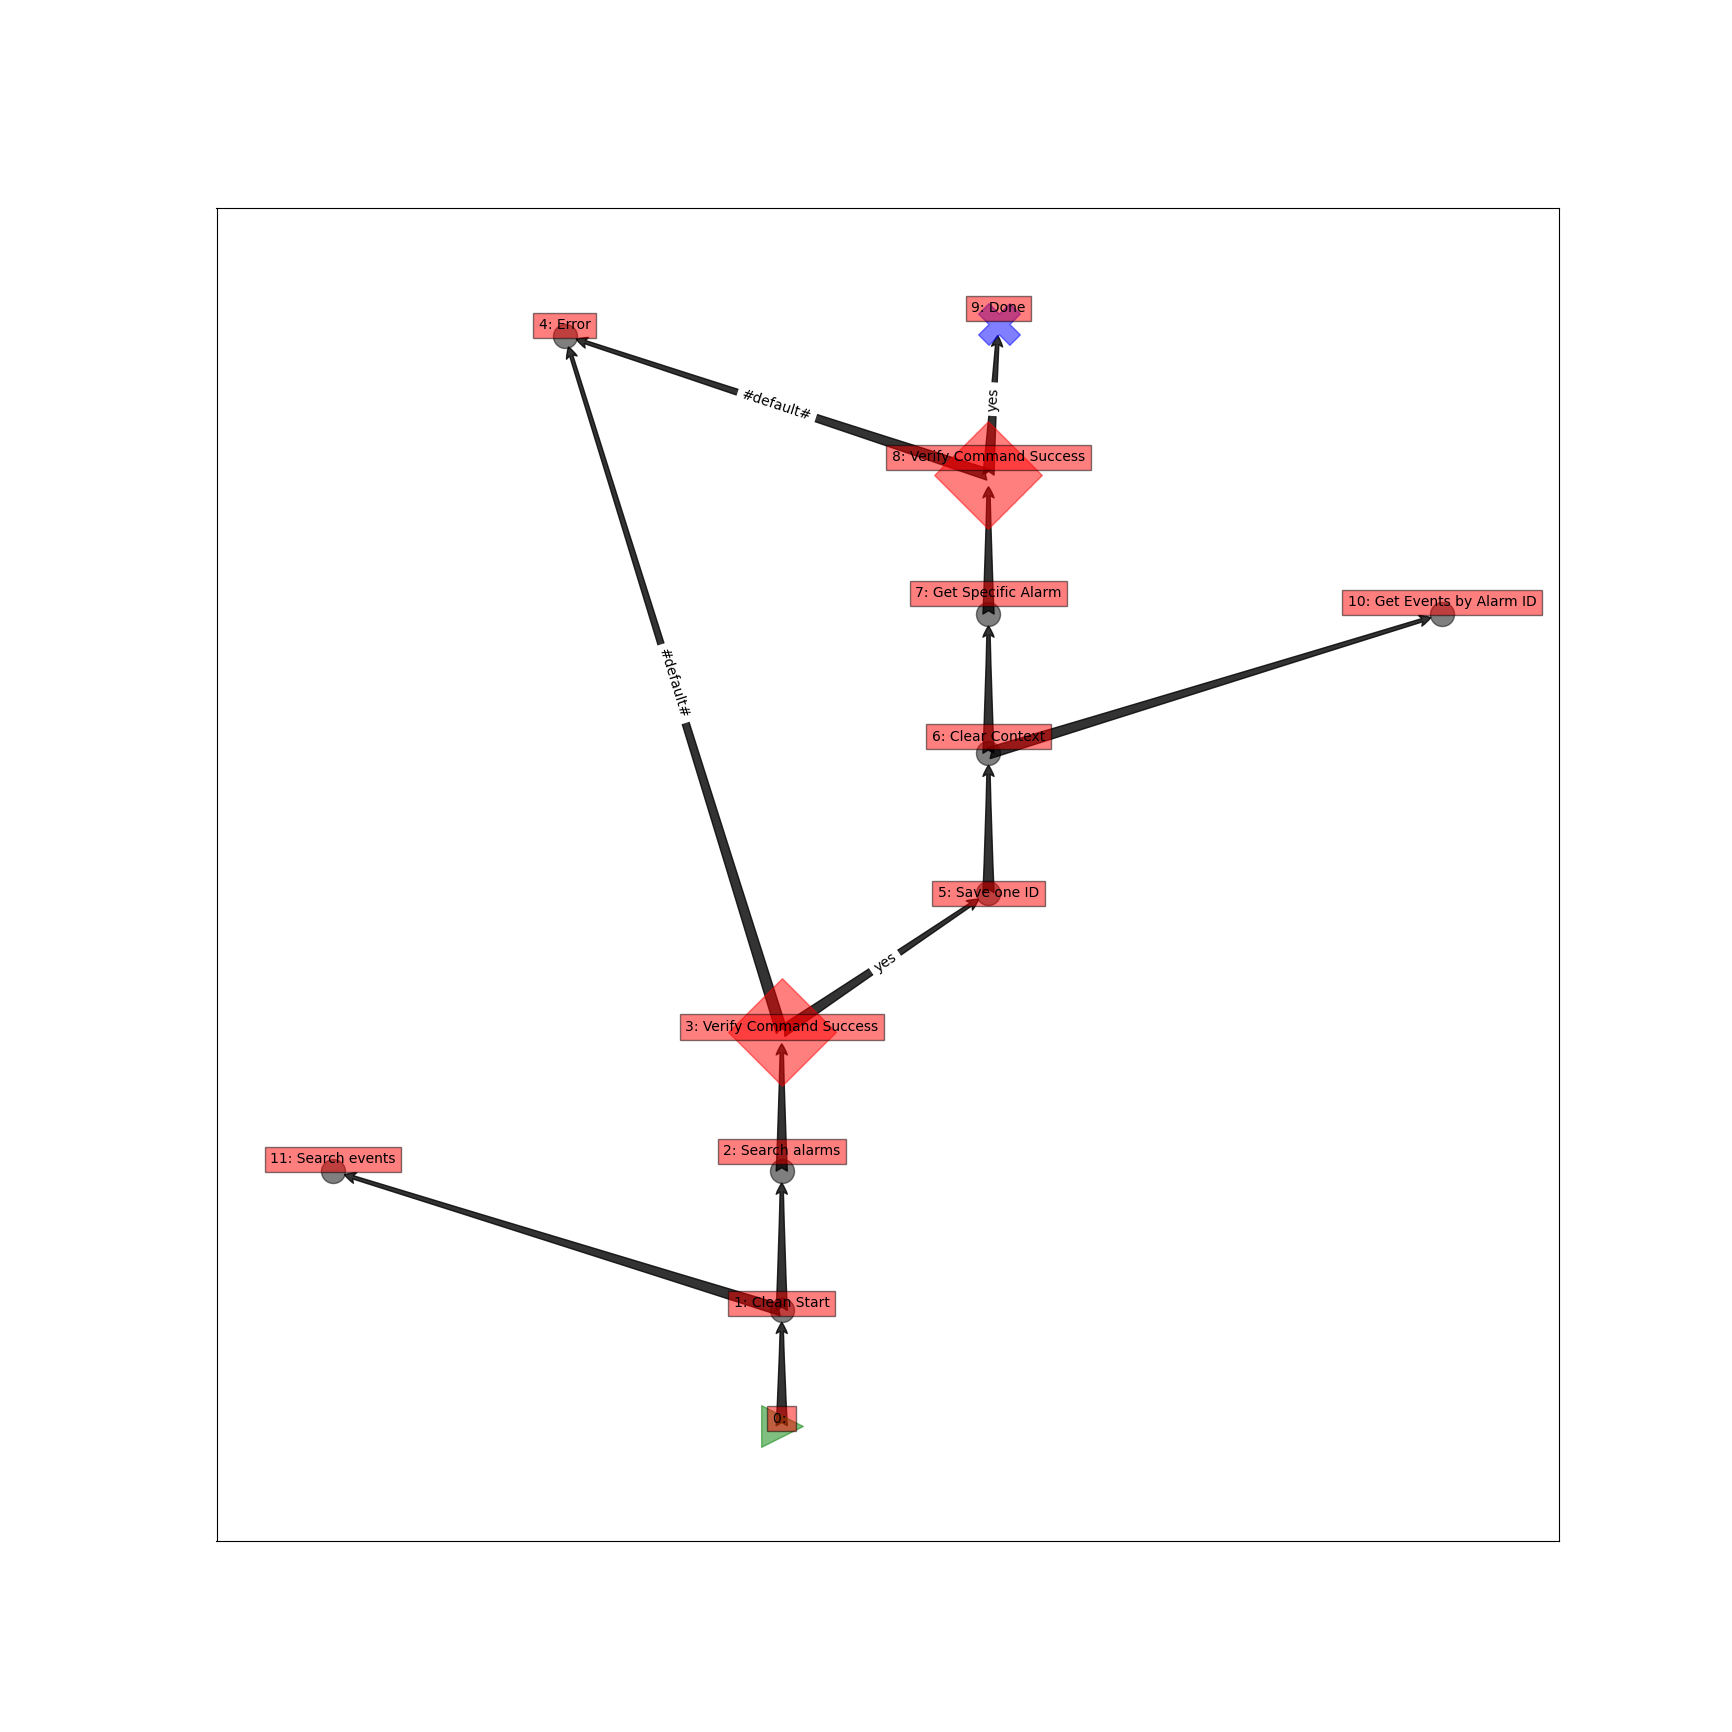 9: Done
4: Error
#default#
yes
8: Verify Command Success
7: Get Specific Alarm
10: Get Events by Alarm ID
#default#
6: Clear Context
5: Save one ID
yes
3: Verify Command Success
2: Search alarms
11: Search events
1: Clean Start
0: